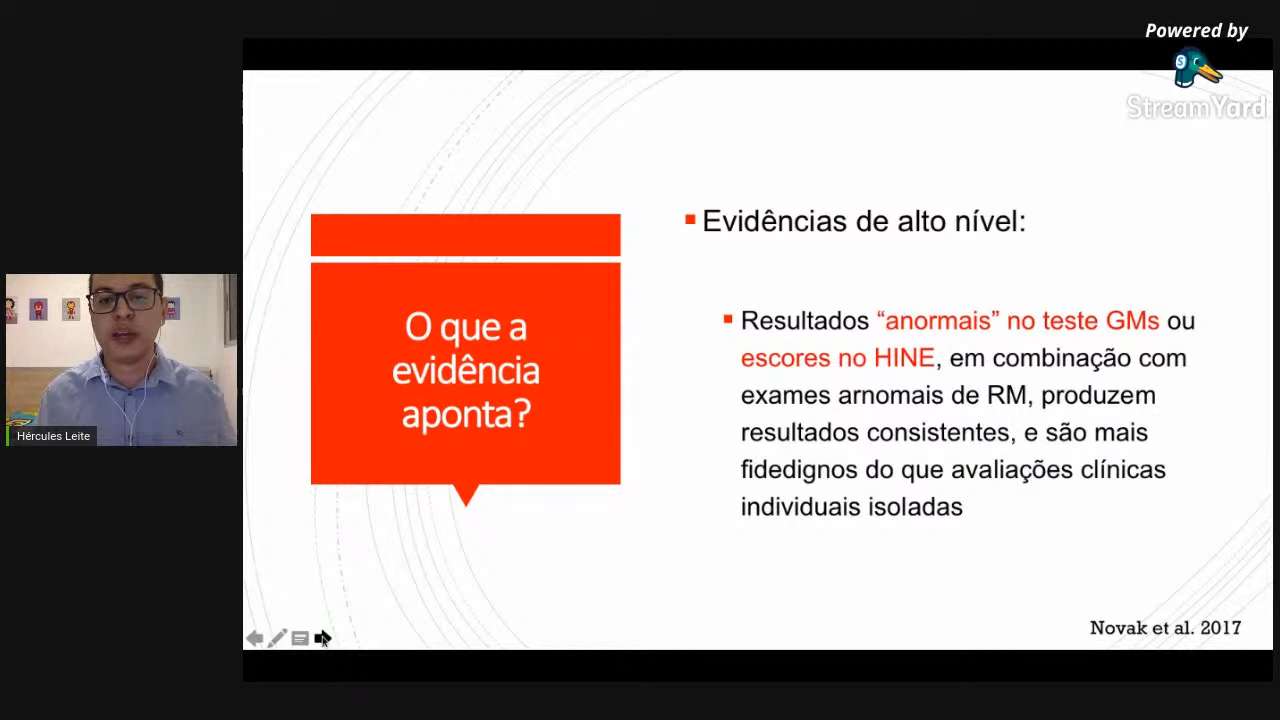 Powered by
StreamYard
Evidências de alto nível:
O que a
evidência
aponta?
Resultados “anormais” no teste GMs ou
escores no HINE, em combinação com
exames arnomais de RM, produzem
resultados consistentes, e são mais
fidedignos do que avaliações clínicas
individuais isoladas
Hércules Leite
Novak et al. 2017